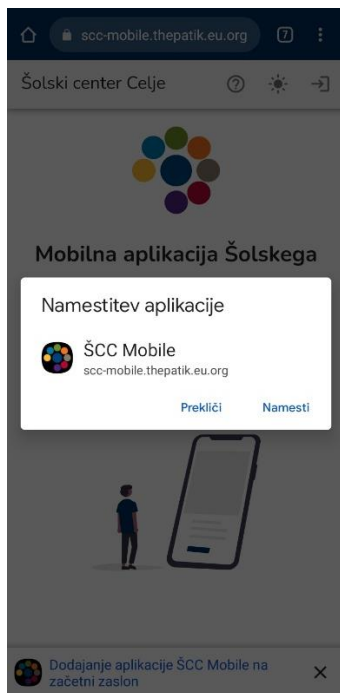 scc-mobile.thepatik.eu.org
7
Šolski center Celje
Mobilna aplikacija Šolskega
Namestitev aplikacije
ŠCC Mobile
scc-mobile.thepatik.eu.org
Prekliči Namesti
Dodajanje aplikacije ŠCC Mobile na
začetni zaslon